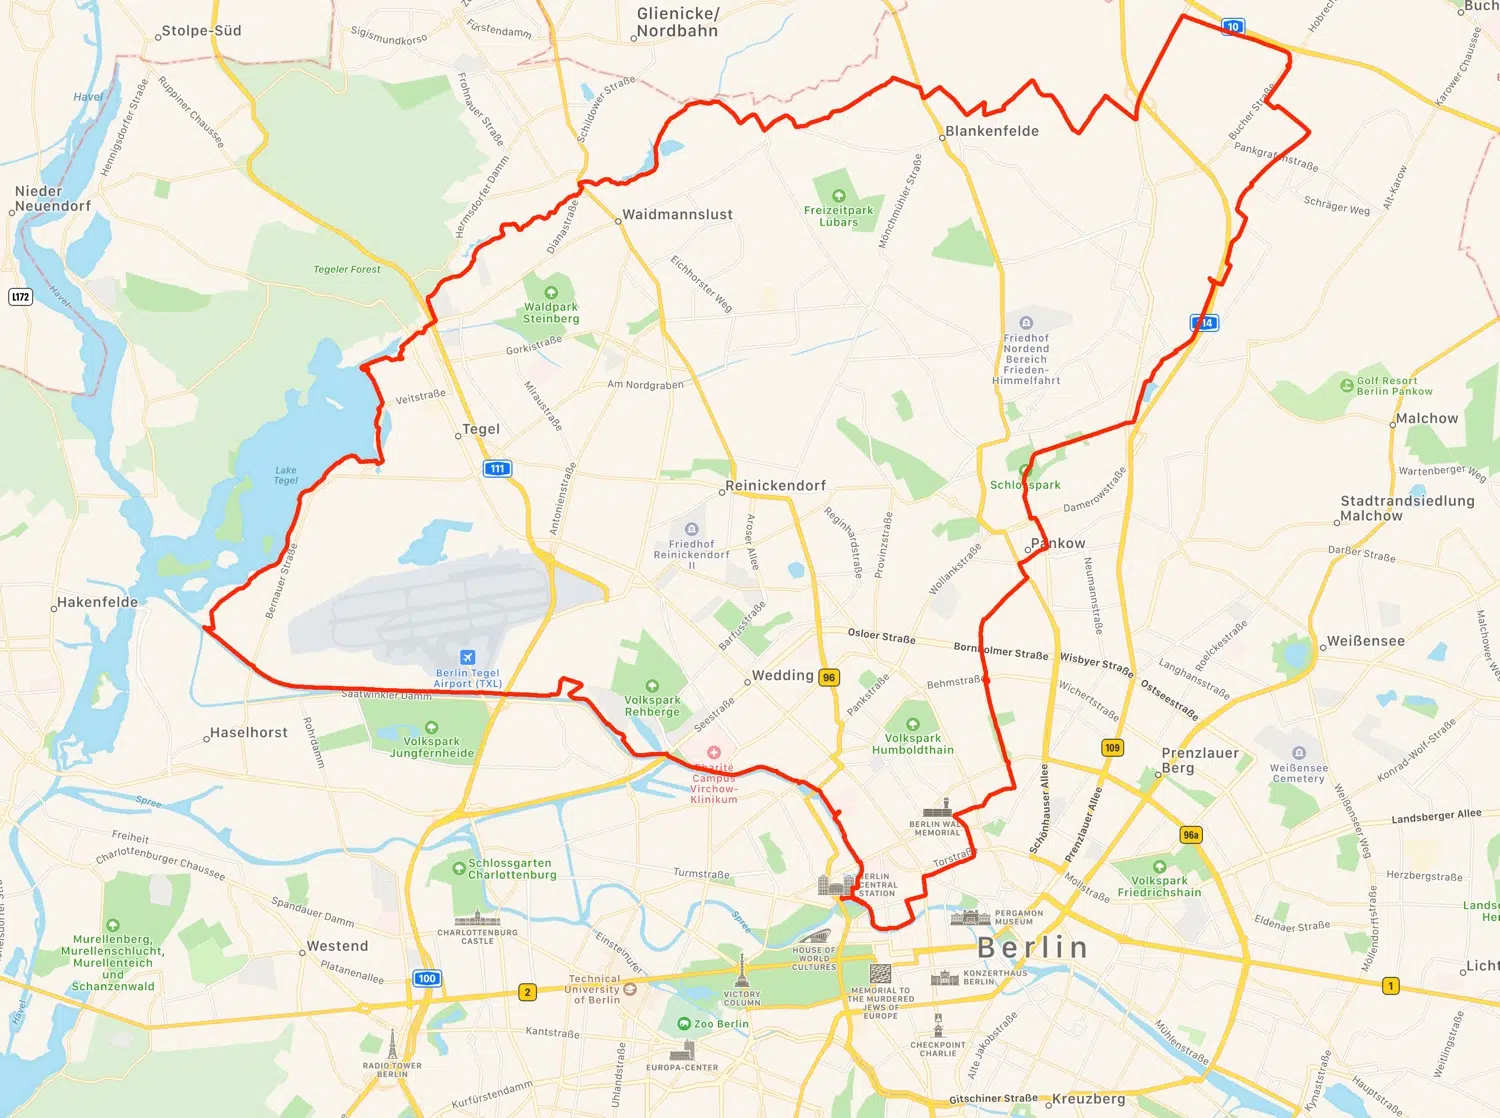 Stolpe-Süd
Sigismundkorso
Fürstendamm
Glienicke/
Nordbahn
10
Hobrec
Buch
Havel
Hennigsdorfer Straße
Ruppiner Chaussee
Frohnauer Straße
Schildower Straße
Bucher Straße
Karower Chaussee
Blankenfelde
Pankgrafenstraße
Nieder
Neuendorf
Hermsdorfer Damm
Dianastraße
Waidmannslust
Freizeitpark
Lübars
Mönchmühler Straße
Schräger Weg
Alt-Karow
Tegeler Forest
Eichhorster Weg
L172
Havel
Waldpark
Steinberg
Gorkistraße
Friedhof
Nordend
Bereich
Frieden-
Himmelfahrt
114
Am Nordgraben
Veitstraße
Miraustraße
Golf Resort
Berlin Pankow
Malchow
Tegel
111
Lake
Tegel
Antonienstraße
Reinickendorf
Schlosspark
Damerowstraße
Wartenberger Weg
Stadtrandsiedlung
Malchow
Friedhof
Reinickendorf
II
Aroser Allee
Reginhardstraße
Provinzstraße
Wollankstraße
Pankow
Darßer Straße
Bernauer Straße
Neumannstraße
Hakenfelde
Barfusstraße
Osloer Straße
Bornholmer Straße
Wisbyer Straße
Roelckestraße
Weißensee
Malchower We
Berlin Tegel
Airport (TXL)
Saatwinkler Damm
Volkspark
Rehberge
Wedding
96
Behmstraße
Langhansstraße
Ostseestraße
Wichertstraße
Pankstraße
Seestraße
Haselhorst
Rohrdamm
Volkspark
Jungfernheide
Volkspark
Humboldthain
109
Prenzlauer
Berg
Weißensee
Cemetery
Konrad-Wolf-Straße
Charité
Campus
Virchow-
Klinikum
Spree
Schönhauser Allee
Prenzlauer Allee
Weißenseer Weg
Landsberger Allee
BERLIN WALL
MEMORIAL
96a
Freiheit
Charlottenburger Chaussee
Schlossgarten
Charlottenburg
Turmstraße
Torstraße
Mollstraße
Volkspark
Friedrichshain
Herzbergstraße
BERLIN
CENTRAL
STATION
Spandauer Damm
CHARLOTTENBURG
CASTLE
Spree
PERGAMON
MUSEUM
Eldenaer Straße
Möllendorffstraße
Landsc
Her
Murellenberg,
Murellenschlucht,
Murellenteich
und
Schanzenwald
Westend
Platanenallee
Einsteinufer
HOUSE OF
WORLD
CULTURES
Berlin
100
2
Technical
University
of Berlin
VICTORY
COLUMN
MEMORIAL TO
THE MURDERED
JEWS OF
EUROPE
KONZERTHAUS
BERLIN
Licht
1
Havel
Kantstraße
Zoo Berlin
CHECKPOINT
CHARLIE
Alte Jakobstraße
Mühlenstraße
Weitlingstraße
RADIO TOWER
BERLIN
EUROPA-CENTER
Uhlandstraße
Kurfürstendamm
Gitschiner Straße
Kreuzberg
Kynaststraße
Hauptstraße